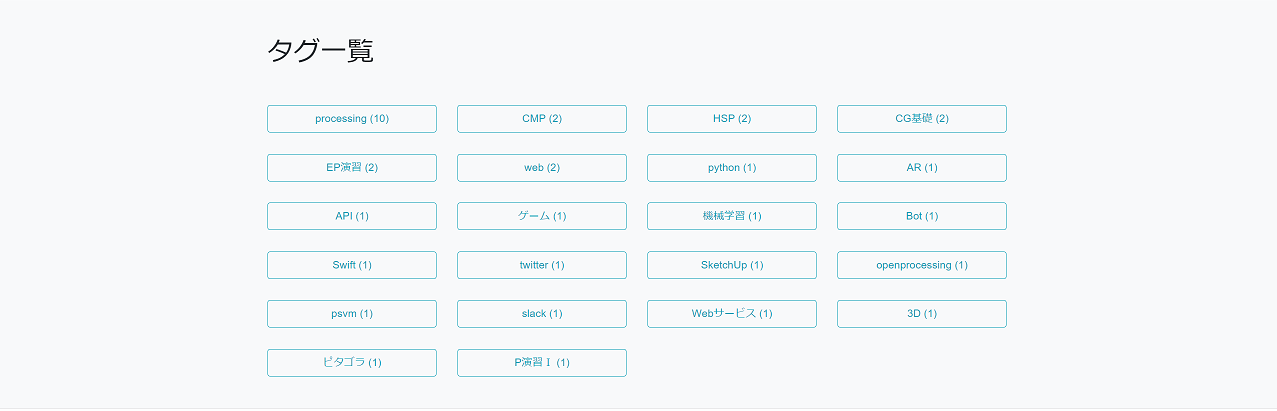 タグ一覧
processing (10)
CMP (2)
HSP (2)
CG基礎 (2)
EP演習 (2)
web (2)
python (1)
AR (1)
API (1)
ゲーム (1)
機械学習 (1)
Bot (1)
Swift (1)
twitter (1)
SketchUp (1)
openprocessing (1)
psvm (1)
slack (1)
Webサービス (1)
3D (1)
ピタゴラ (1)
P演習Ⅰ (1)